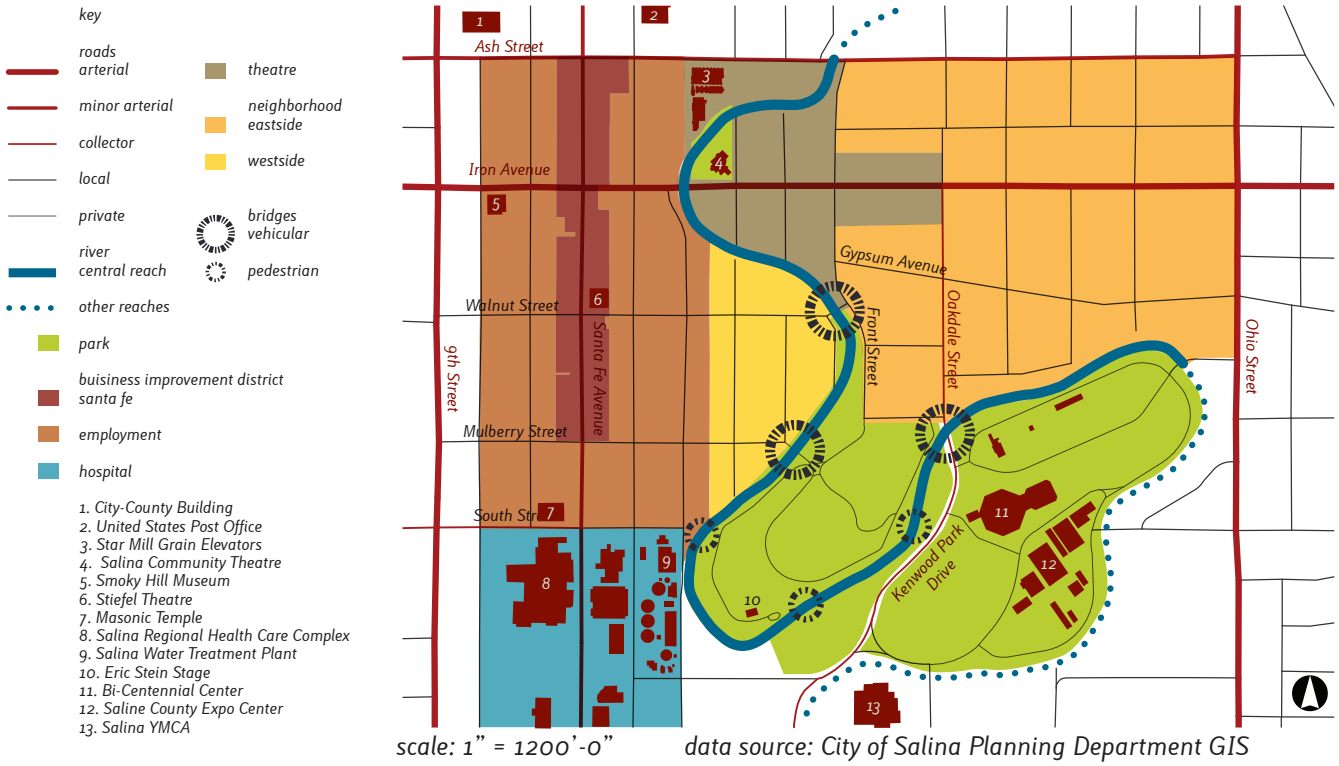 key
roads
arterial
minor arterial
collector
local
private
river
central reach
other reaches
park
buisiness improvement district
santa fe
employment
hospital
theatre
neighborhood
eastside
westside
bridges
vehicular
pedestrian
1. City-County Building
2. United States Post Office
3. Star Mill Grain Elevators
4. Salina Community Theatre
5. Smoky Hill Museum
6. Stiefel Theatre
7. Masonic Temple
8. Salina Regional Health Care Complex
9. Salina Water Treatment Plant
10. Eric Stein Stage
11. Bi-Centennial Center
12. Saline County Expo Center
13. Salina YMCA
1
2
Ash Street
3
4
Iron Avenue
5
Gypsum Avenue
6
Walnut Street
Santa Fe Avenue
9th Street
Front Street
Oakdale Street
Ohio Street
Mulberry Street
South Stre
7
8
9
10
11
12
Kenwood Park
Drive
13
scale: 1” = 1200’-0”
data source: City of Salina Planning Department GIS